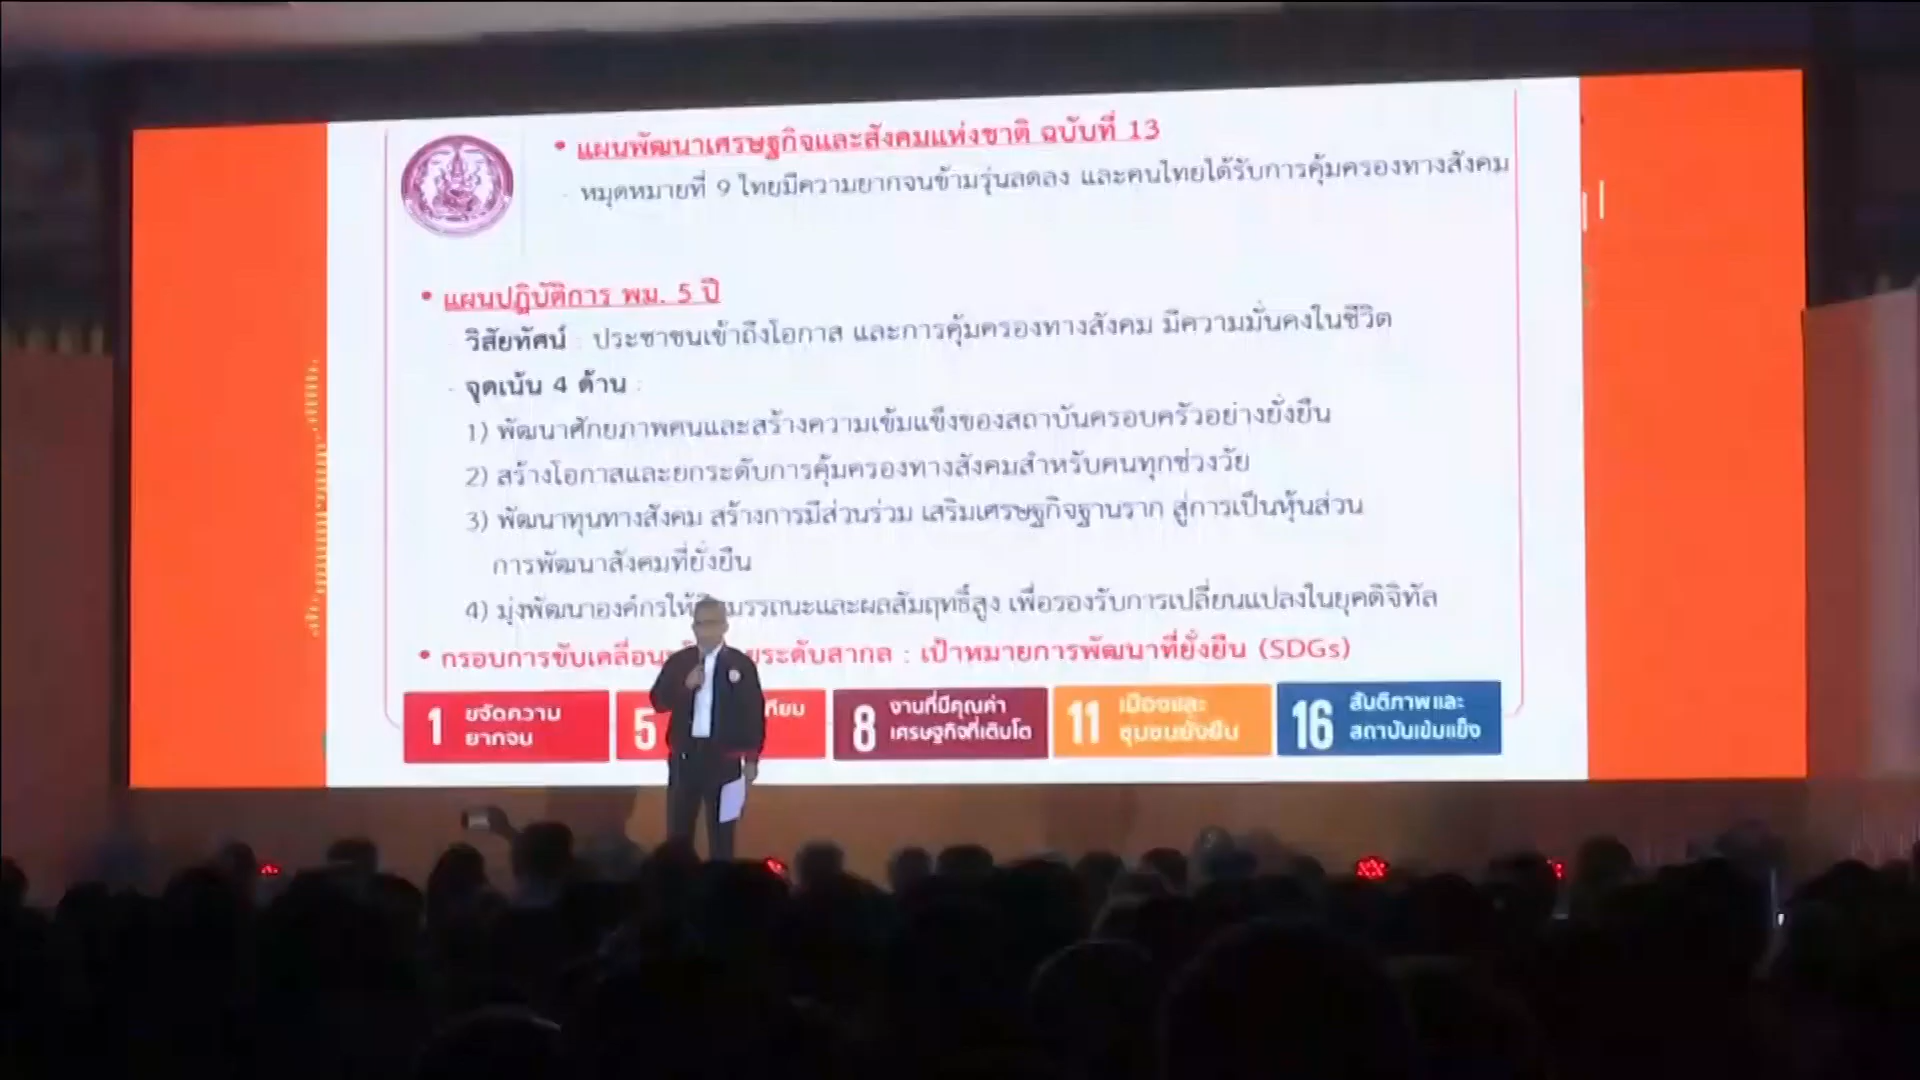 • แผนพัฒนาเศรษฐกิจและสังคมแห่งชาติ ฉบับที่ 13
- หมุดหมายที่ 9 ไทยมีความยากจนข้ามรุ่นลดลง และคนไทยได้รับการคุ้มครองทางสังคม
• แผนปฏิบัติการ พม. 5 ปี
- วิสัยทัศน์ : ประชาชนเข้าถึงโอกาส และการคุ้มครองทางสังคม มีความมั่นคงในชีวิต
- จุดเน้น 4 ด้าน :
1) พัฒนาศักยภาพคนและสร้างความเข้มแข็งของสถาบันครอบครัวอย่างยั่งยืน
2) สร้างโอกาสและยกระดับการคุ้มครองทางสังคมสำหรับคนทุกช่วงวัย
3) พัฒนาทุนทางสังคม สร้างการมีส่วนร่วม เสริมเศรษฐกิจฐานราก สู่การเป็นหุ้นส่วน
การพัฒนาสังคมที่ยั่งยืน
4) มุ่งพัฒนาองค์กรให้ และผลสัมฤทธิ์สูง เพื่อรองรับการเปลี่ยนแปลงในยุคดิจิทัล
• กรอบการขับเคลื่อน ระดับสากล : เป้าหมายการพัฒนาที่ยั่งยืน (SDGs)
1 ขจัดความ
ยากจน
5
8 งานที่มีคุณค่า
เศรษฐกิจที่เติบโต
11 เมืองและ
ชุมชนยั่งยืน
16 สันติภาพและ
สถาบันเข้มแข็ง